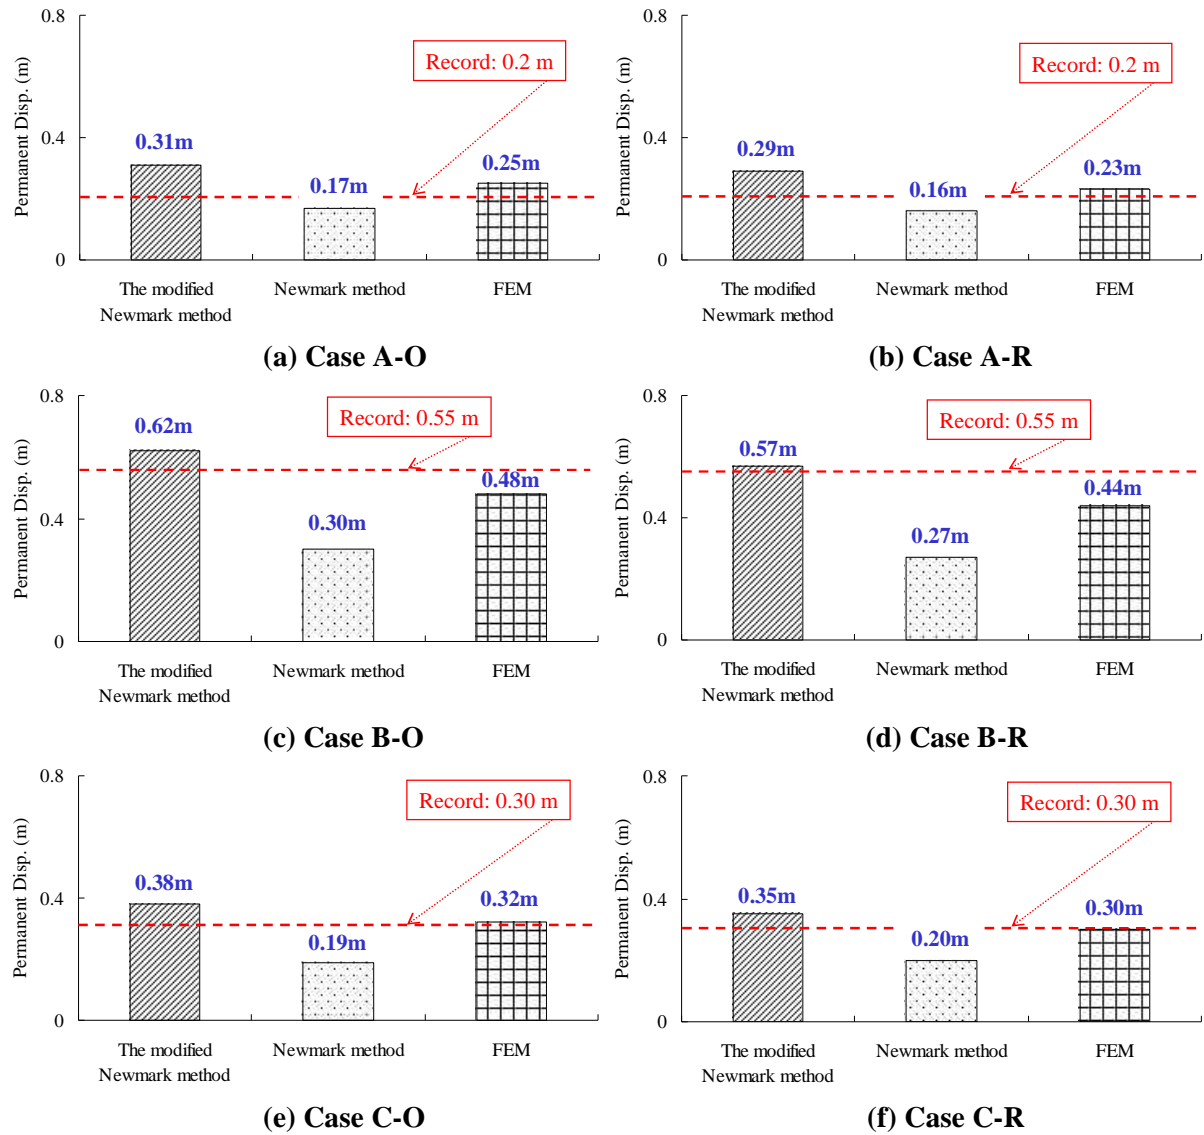 0.8
0.4
0
Permanent Disp. (m)
Record: 0.2 m
0.31m
0.17m
0.25m
The modified
Newmark method
Newmark method
FEM
(a) Case A-O
0.8
0.4
0
Permanent Disp. (m)
Record: 0.2 m
0.29m
0.16m
0.23m
The modified
Newmark method
Newmark method
FEM
(b) Case A-R
0.8
0.4
0
Permanent Disp. (m)
Record: 0.55 m
0.62m
0.30m
0.48m
The modified
Newmark method
Newmark method
FEM
(c) Case B-O
0.8
0.4
0
Permanent Disp. (m)
Record: 0.55 m
0.57m
0.27m
0.44m
The modified
Newmark method
Newmark method
FEM
(d) Case B-R
0.8
0.4
0
Permanent Disp. (m)
Record: 0.30 m
0.38m
0.19m
0.32m
The modified
Newmark method
Newmark method
FEM
(e) Case C-O
0.8
0.4
0
Permanent Disp. (m)
Record: 0.30 m
0.35m
0.20m
0.30m
The modified
Newmark method
Newmark method
FEM
(f) Case C-R